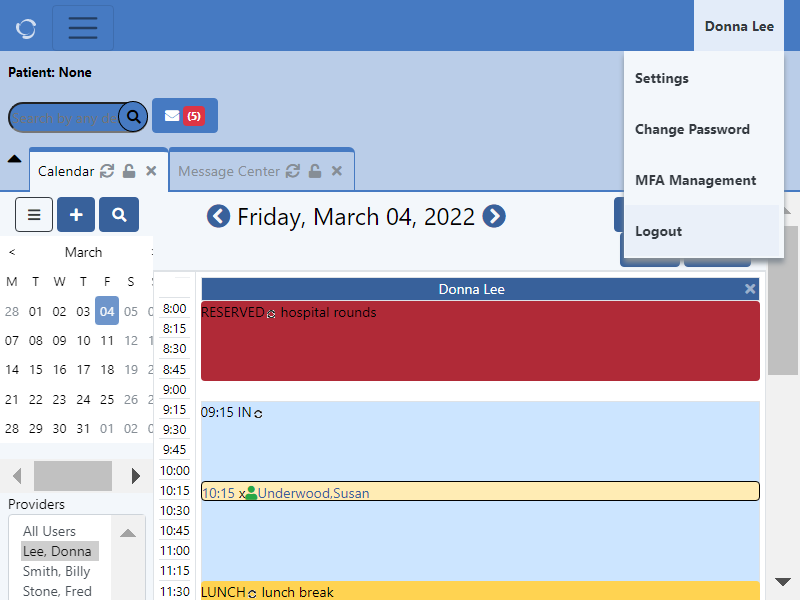 Donna Lee
Patient: None
Settings
Change Password
MFA Management
Logout
(5)
Calendar
Message Center
Friday, March 04, 2022
< March
M T W T F S
28 01 02 03 04 05
07 08 09 10 11 12
14 15 16 17 18 19
21 22 23 24 25 26
28 29 30 31 01 02
Providers
All Users
Lee, Donna
Smith, Billy
Stone, Fred
Donna Lee
8:00
RESERVED hospital rounds
8:15
8:30
8:45
9:00
9:15
09:15 IN
9:30
9:45
10:00
10:15
10:15 x Underwood,Susan
10:30
10:45
11:00
11:15
11:30
LUNCH lunch break